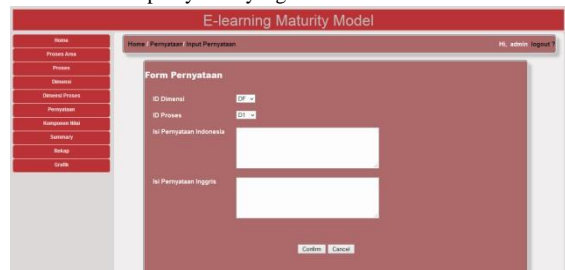 E-learning Maturity Model
Home
Proses Area
Proses
Dimensi
Dimensi Proses
Pernyataan
Komponen Nilai
Summary
Rekap
Grafik
Home / Pernyataan /Input Pernyataan
Hi, admin logout ?
Form Pernyataan
ID Dimensi DF
ID Proses D1
Isi Pernyataan Indonesia
Isi Pernyataan Inggris
Confirm Cancel